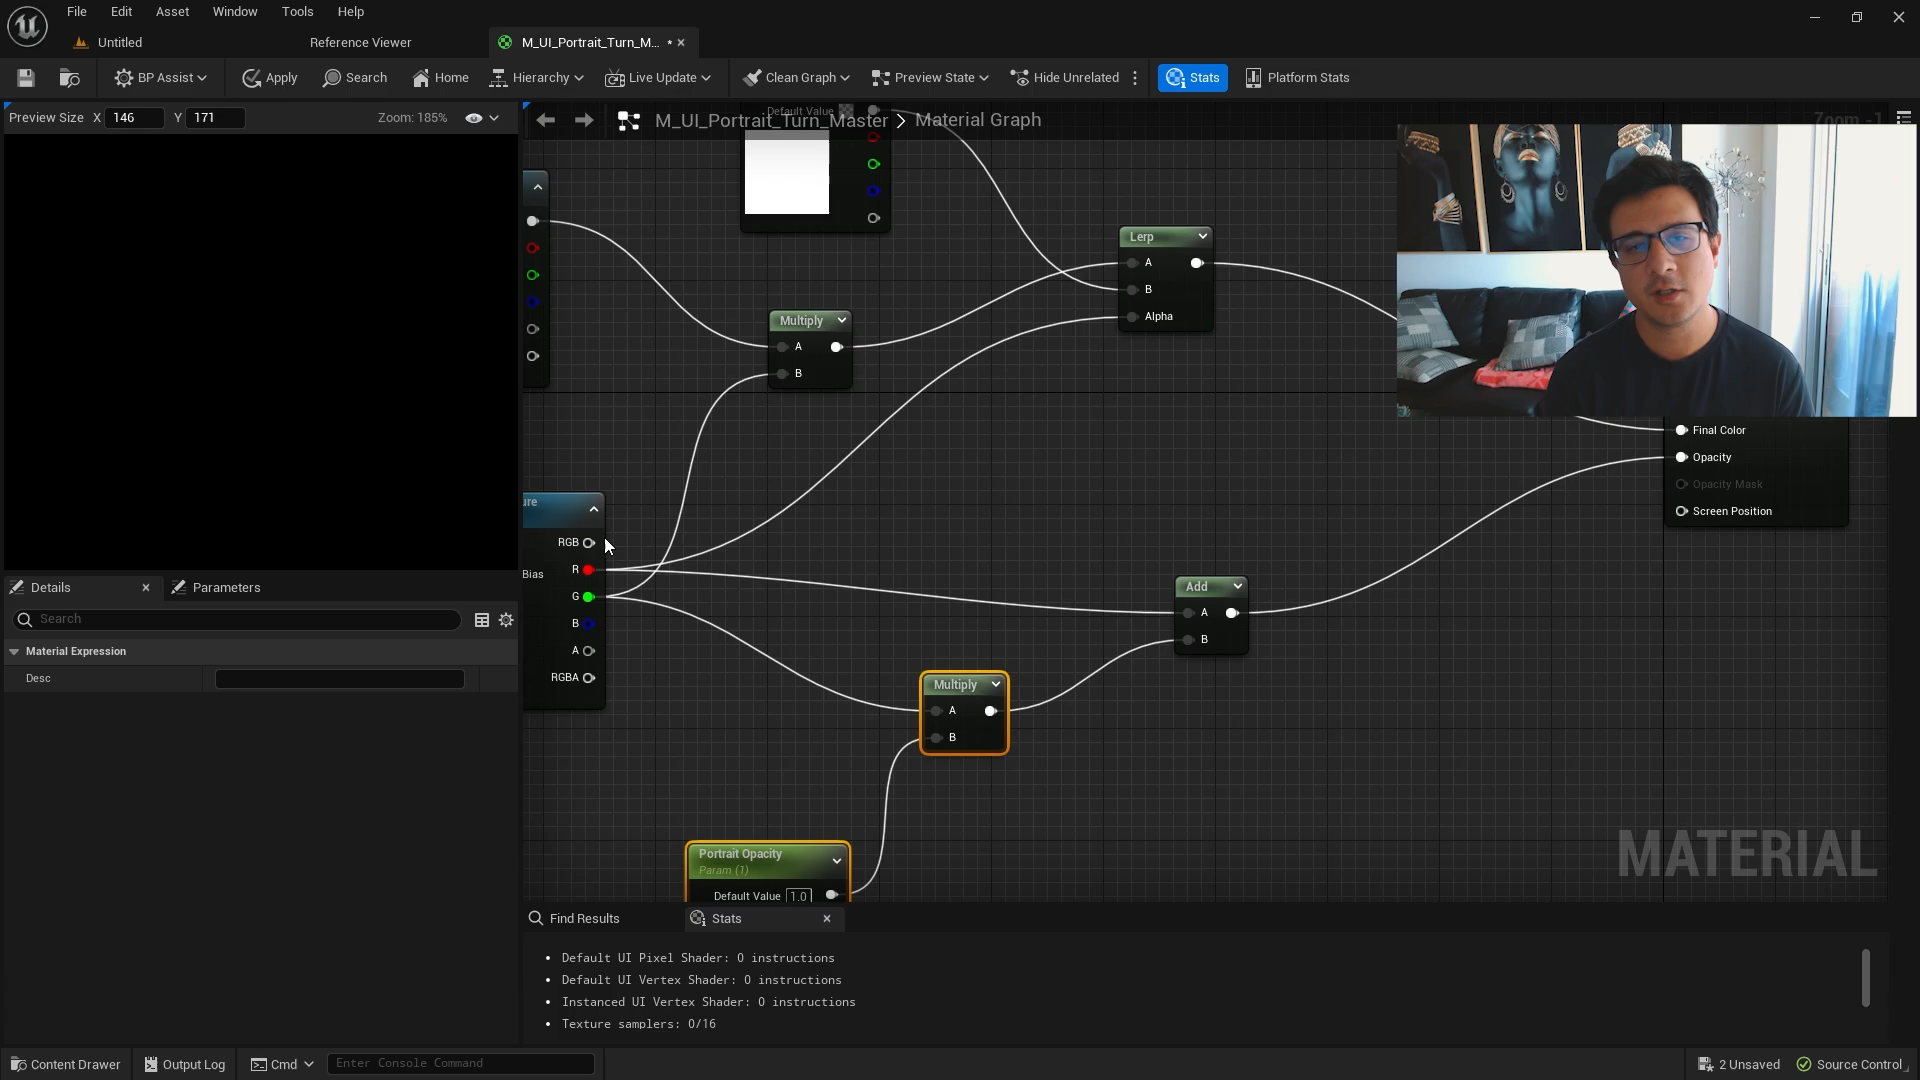 File Edit Asset Window Tools Help
Untitled Reference Viewer M_UI_Portrait_Turn_M... •
BP Assist Apply Search Home Hierarchy Live Update Clean Graph Preview State Hide Unrelated Stats Platform Stats
Preview Size X 146 Y 171 Zoom: 185%
Default Value
M_UI_Portrait_Turn_Master > Material Graph
Zoom -1
Lerp
A
B
Alpha
Multiply
A
B
Final Color
Opacity
Opacity Mask
Screen Position
ure
RGB
Bias
R
G
B
A
RGBA
Add
A
B
Multiply
A
B
Portrait Opacity
Param (1)
Default Value 1.0
MATERIAL
Details Parameters
Search
Material Expression
Desc
Find Results Stats
• Default UI Pixel Shader: 0 instructions
• Default UI Vertex Shader: 0 instructions
• Instanced UI Vertex Shader: 0 instructions
• Texture samplers: 0/16
Content Drawer Output Log Cmd Enter Console Command 2 Unsaved Source Control